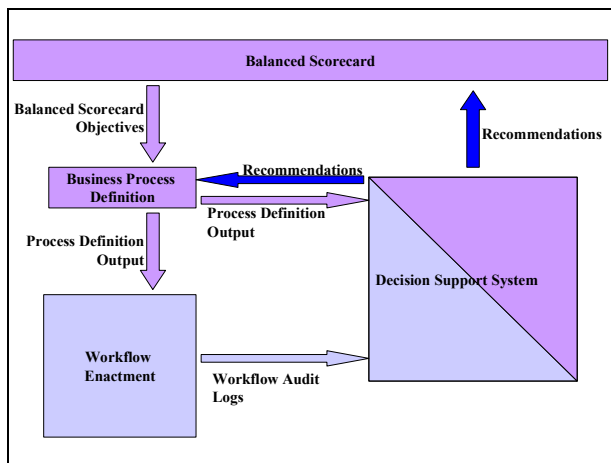 Balanced Scorecard
Balanced Scorecard
Objectives
Recommendations
Recommendations
Business Process
Definition
Process Definition
Output
Process Definition
Output
Decision Support System
Workflow
Enactment
Workflow Audit
Logs